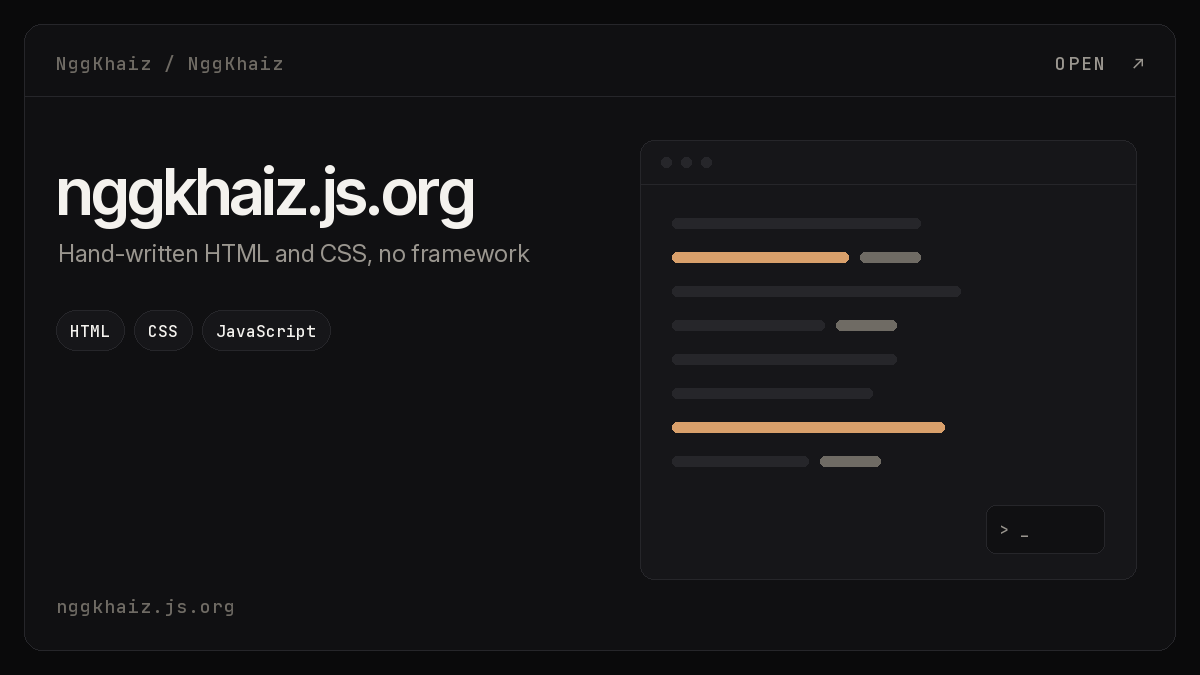 NggKhaiz / NggKhaiz
OPEN ↗
nggkhaiz.js.org
Hand-written HTML and CSS, no framework
HTML
CSS
JavaScript
> _
nggkhaiz.js.org